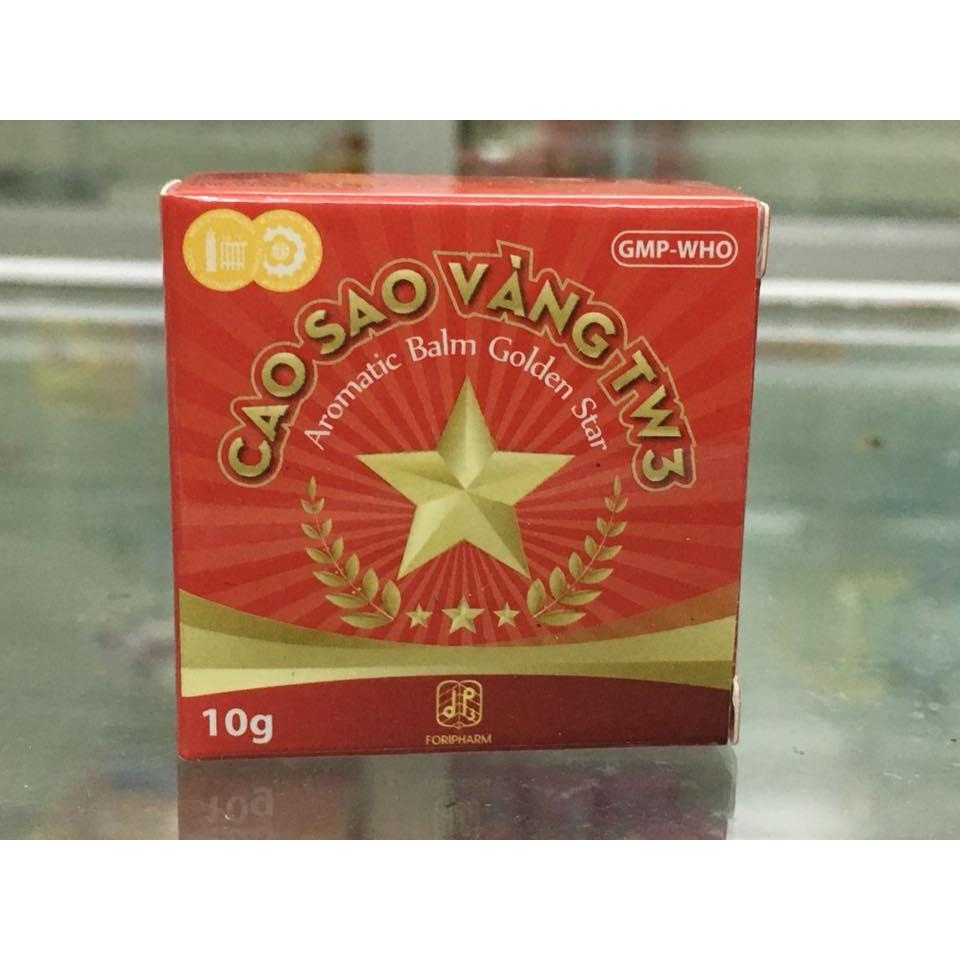 GMP-WHO
CAO SAO VÀNG TW3
Aromatic Balm Golden Star
10g
FORIPHARM